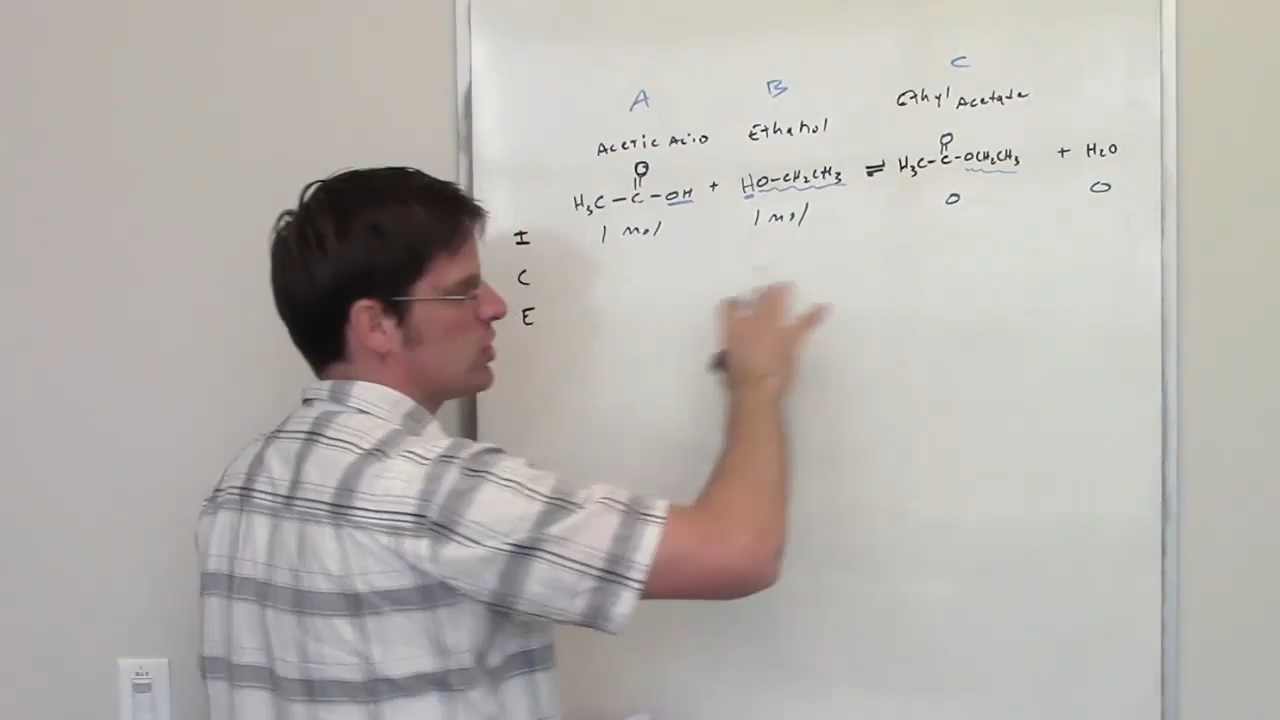 A B C
Acetic Acid Ethanol Ethyl Acetate
O O
H₃C-C-OH + HO-CH₂CH₃ ⇌ H₃C-C-OCH₂CH₃ + H₂O
I 1 mol 1 mol 0 0
C
E